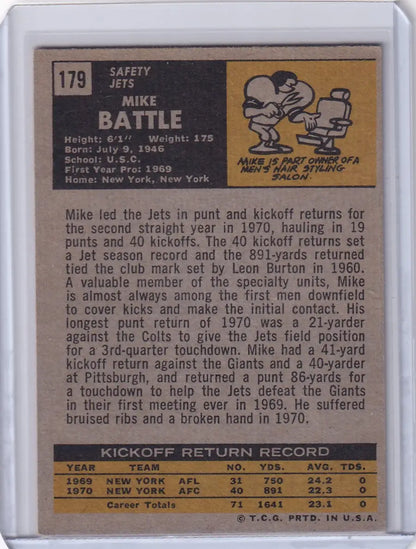 179
SAFETY
JETS
MIKE
BATTLE
Height: 6'1" Weight: 175
Born: July 9, 1946
School: U.S.C.
First Year Pro: 1969
Home: New York, New York
MIKE IS PART OWNER OF A
MEN'S HAIR STYLING
SALON.
Mike led the Jets in punt and kickoff returns for
the second straight year in 1970, hauling in 19
punts and 40 kickoffs. The 40 kickoff returns set
a Jet season record and the 891-yards returned
tied the club mark set by Leon Burton in 1960.
A valuable member of the specialty units, Mike
is almost always among the first men downfield
to cover kicks and make the initial contact. His
longest punt return of 1970 was a 21-yarder
against the Colts to give the Jets field position
for a 3rd-quarter touchdown. Mike had a 41-yard
kickoff return against the Giants and a 40-yarder
at Pittsburgh, and returned a punt 86-yards for
a touchdown to help the Jets defeat the Giants
in their first meeting ever in 1969. He suffered
bruised ribs and a broken hand in 1970.
KICKOFF RETURN RECORD
YEAR TEAM NO. YDS. AVG. TDS.
1969 NEW YORK AFL 31 750 24.2 0
1970 NEW YORK AFC 40 891 22.3 0
Career Totals 71 1641 23.1 0
© T.C.G. PRTD. IN U.S.A.